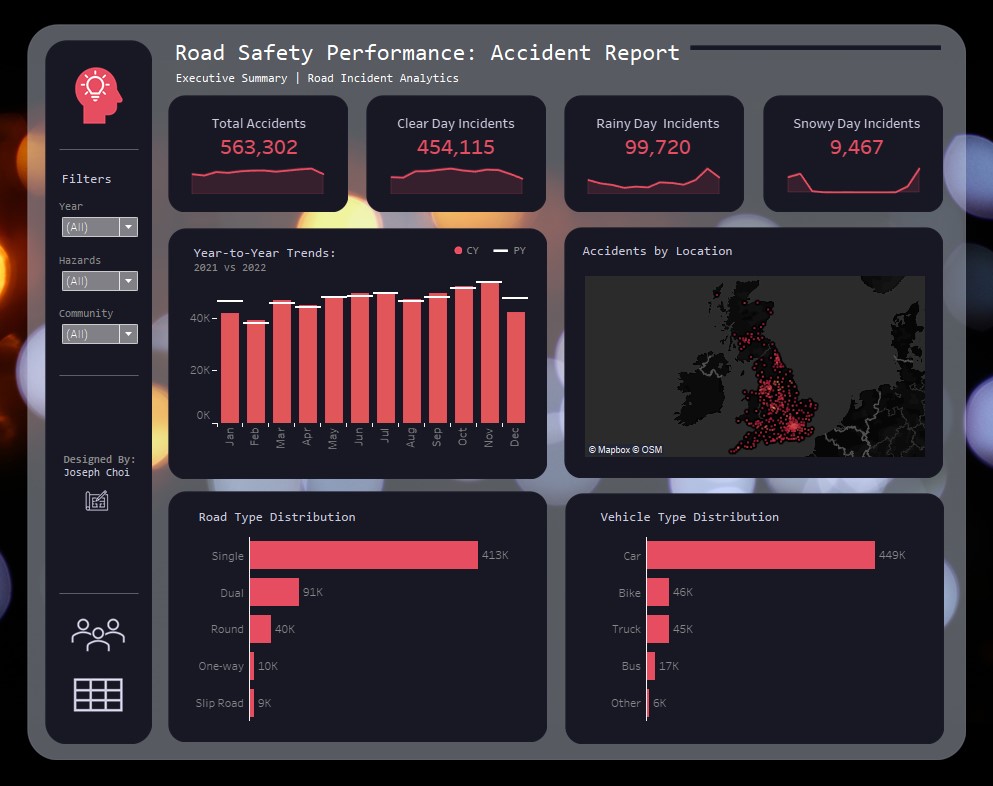 Road Safety Performance: Accident Report
Executive Summary | Road Incident Analytics
Filters
Year
(All)
Hazards
(All)
Community
(All)
Designed By:
Joseph Choi
Total Accidents
563,302
Clear Day Incidents
454,115
Rainy Day Incidents
99,720
Snowy Day Incidents
9,467
Year-to-Year Trends:
2021 vs 2022
CY
PY
40K
20K
0K
Jan
Feb
Mar
Apr
May
Jun
Jul
Aug
Sep
Oct
Nov
Dec
Accidents by Location
© Mapbox © OSM
Road Type Distribution
Single 413K
Dual 91K
Round 40K
One-way 10K
Slip Road 9K
Vehicle Type Distribution
Car 449K
Bike 46K
Truck 45K
Bus 17K
Other 6K